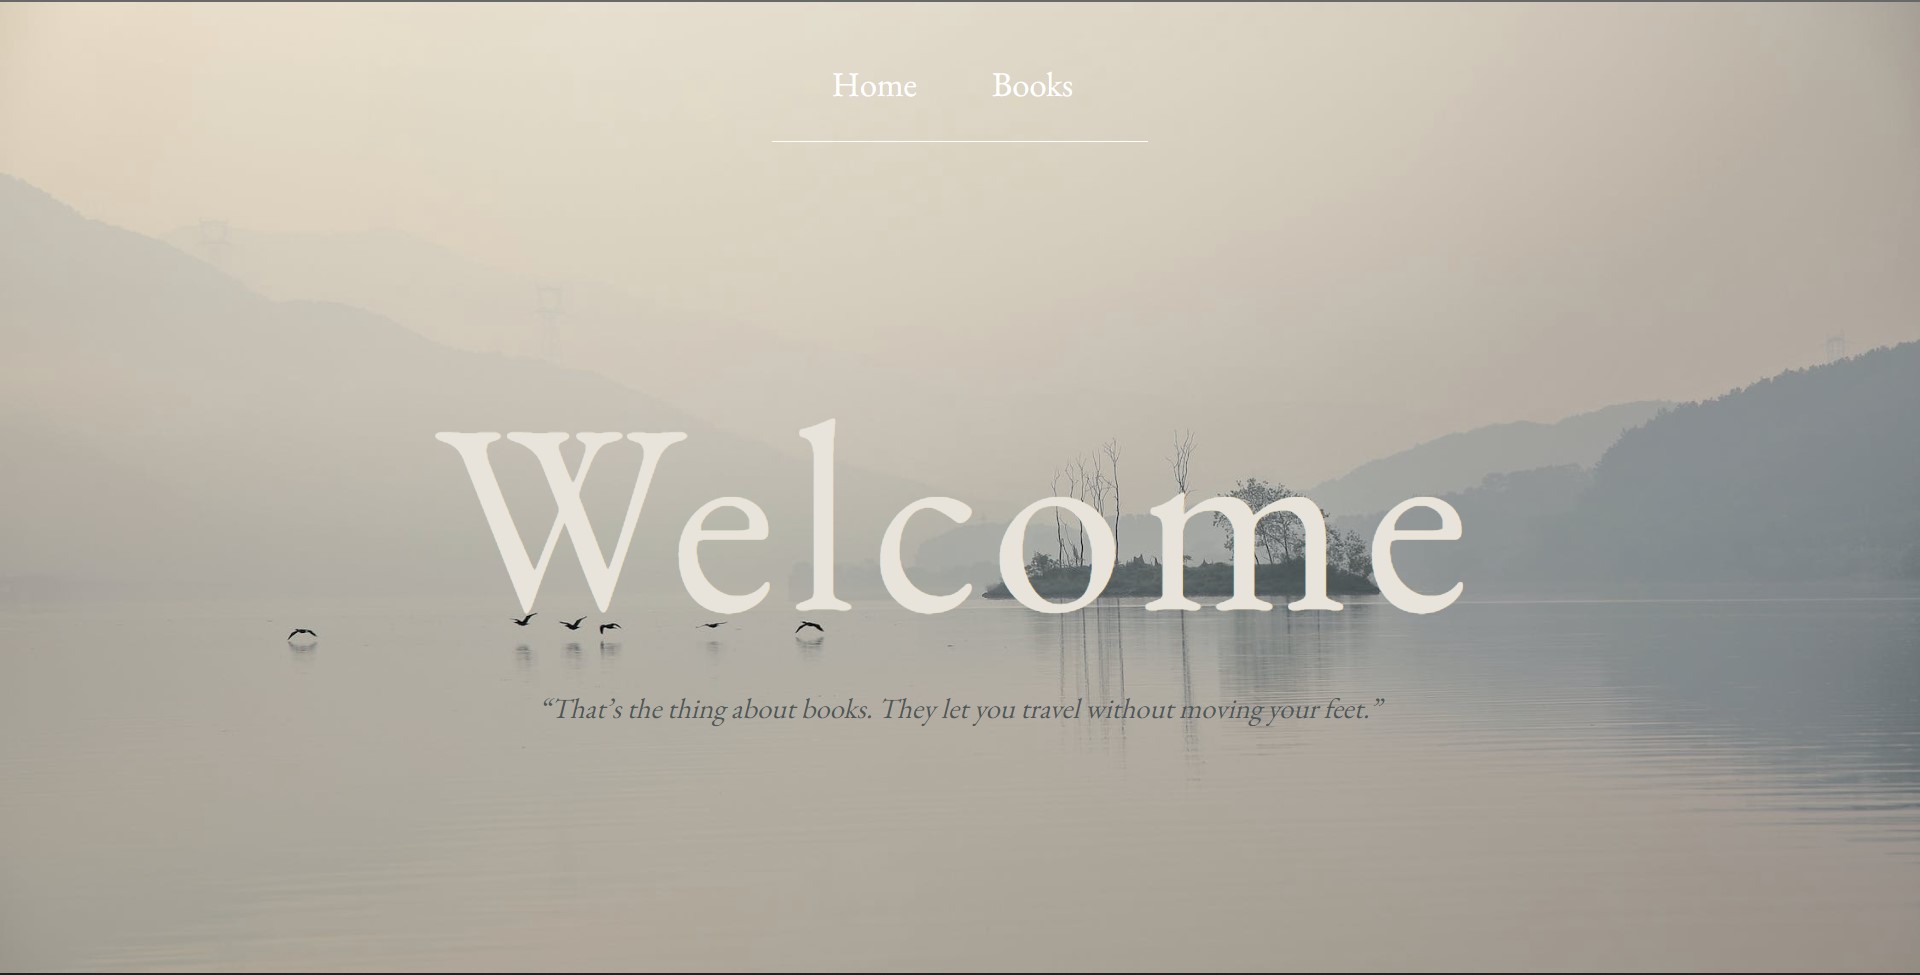 Home Books
Welcome
“That’s the thing about books. They let you travel without moving your feet.”